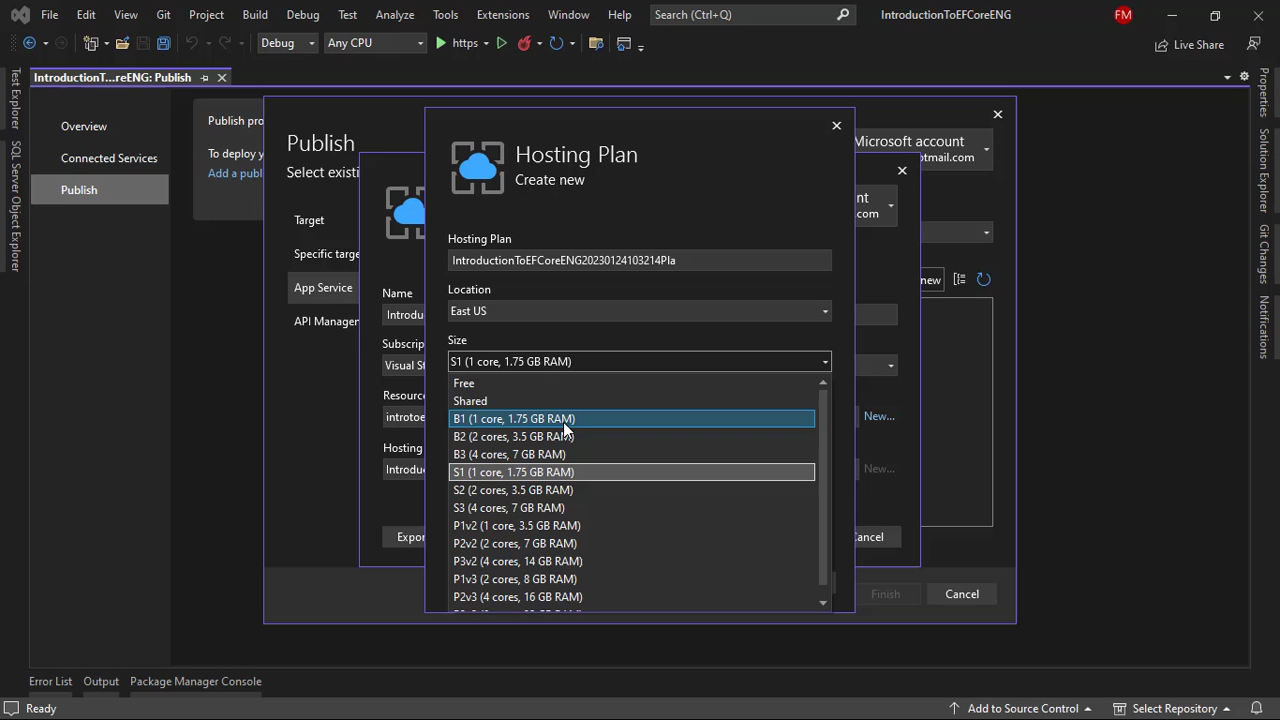 File Edit View Git Project Build Debug Test Analyze Tools Extensions Window Help Search (Ctrl+Q) IntroductionToEFCoreENG FM
Debug Any CPU https Live Share
IntroductionT...reENG: Publish
Test Explorer
SQL Server Object Explorer
Overview
Connected Services
Publish
Publish pro
To deploy y
Add a publ
Publish
Select existi
Microsoft account
otmail.com
Target
Specific targe
App Service
API Managem
new
Finish
Cancel
nt
.com
Name
Introdu
Subscrip
Visual St
Resourc
introtoe
New...
Hosting
Introdu
New...
Expor
Cancel
Hosting Plan
Create new
Hosting Plan
IntroductionToEFCoreENG20230124103214Pla
Location
East US
Size
S1 (1 core, 1.75 GB RAM)
Free
Shared
B1 (1 core, 1.75 GB RAM)
B2 (2 cores, 3.5 GB RAM)
B3 (4 cores, 7 GB RAM)
S1 (1 core, 1.75 GB RAM)
S2 (2 cores, 3.5 GB RAM)
S3 (4 cores, 7 GB RAM)
P1v2 (1 core, 3.5 GB RAM)
P2v2 (2 cores, 7 GB RAM)
P3v2 (4 cores, 14 GB RAM)
P1v3 (2 cores, 8 GB RAM)
P2v3 (4 cores, 16 GB RAM)
Properties
Solution Explorer
Git Changes
Notifications
Error List Output Package Manager Console
Ready Add to Source Control Select Repository